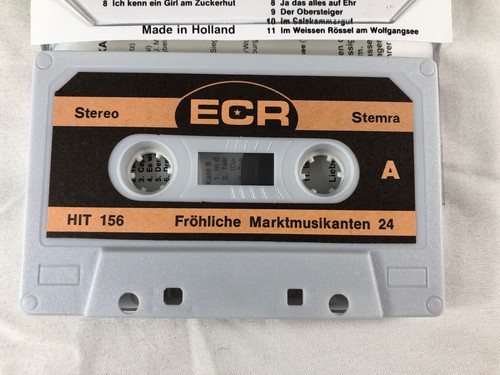 8 Ich kenn ein Girl am Zuckerhut
8 Ja das alles auf Ehr
9 Der Obersteiger
10 Im Salzkammergut
11 Im Weissen Rössel am Wolfgangsee
Made in Holland
ECR
Stereo
Stemra
A
HIT 156
Fröhliche Marktmusikanten 24